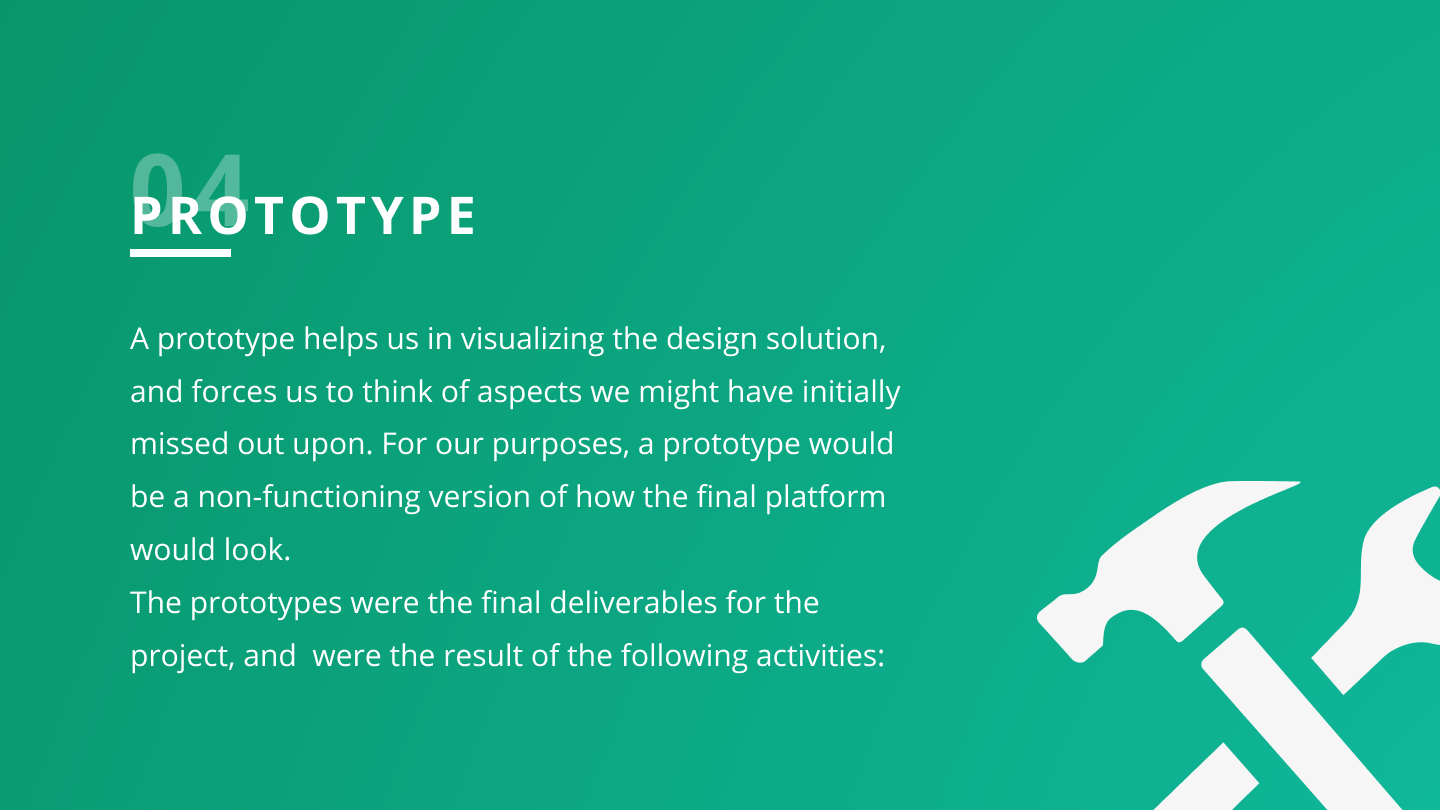 04
PROTOTYPE
A prototype helps us in visualizing the design solution,
and forces us to think of aspects we might have initially
missed out upon. For our purposes, a prototype would
be a non-functioning version of how the final platform
would look.
The prototypes were the final deliverables for the
project, and  were the result of the following activities: